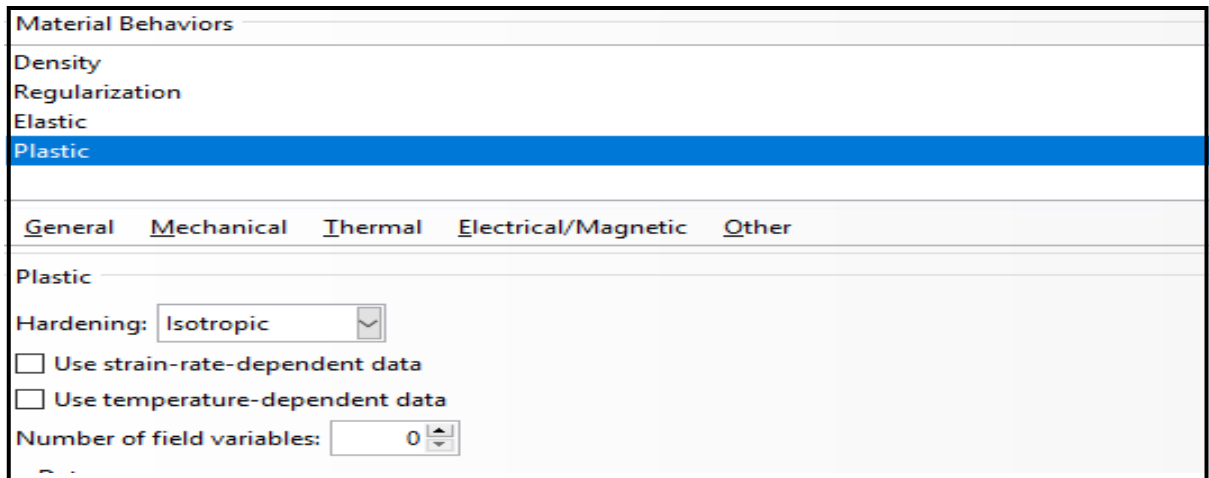 Material Behaviors
Density
Regularization
Elastic
Plastic
General Mechanical Thermal Electrical/Magnetic Other
Plastic
Hardening: Isotropic
Use strain-rate-dependent data
Use temperature-dependent data
Number of field variables: 0